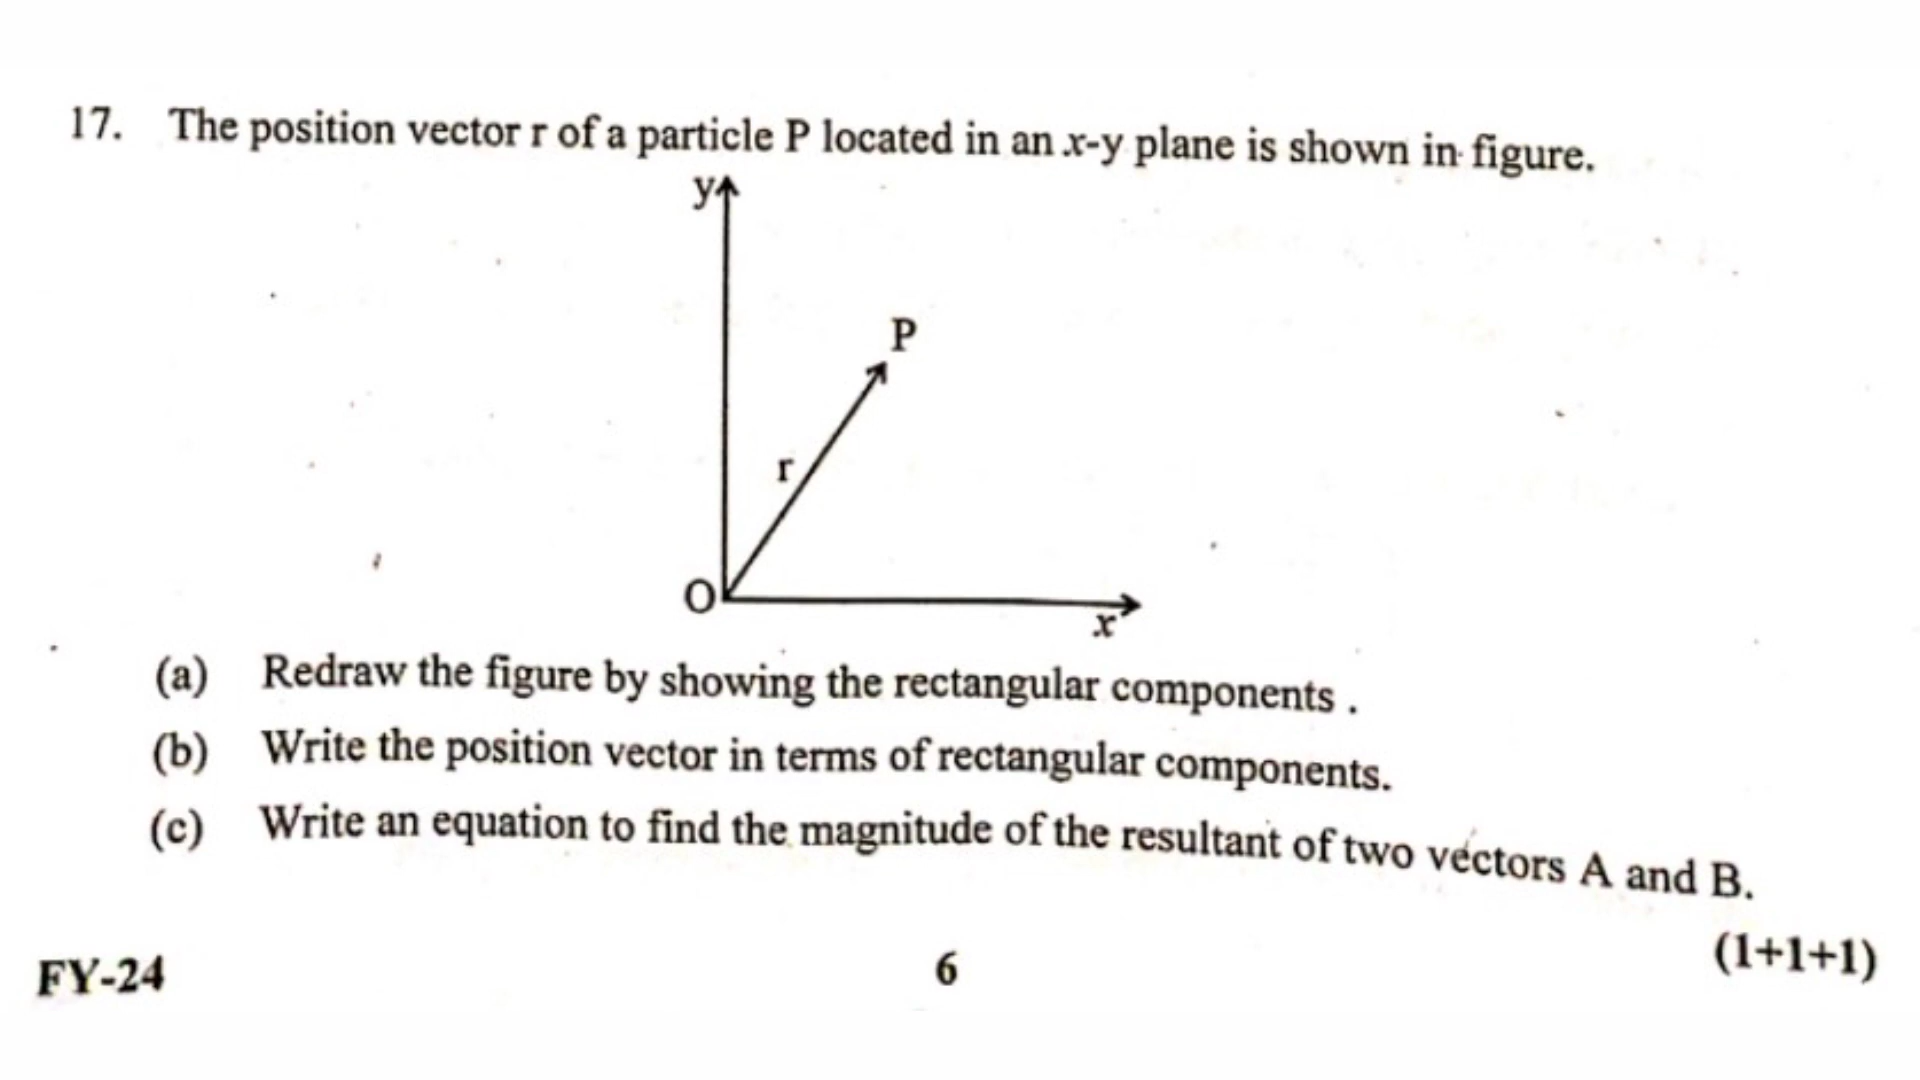 17. The position vector r of a particle P located in an x-y plane is shown in figure.
y
P
r
O
x
(a) Redraw the figure by showing the rectangular components .
(b) Write the position vector in terms of rectangular components.
(c) Write an equation to find the magnitude of the resultant of two vectors A and B.
(1+1+1)
FY-24 6